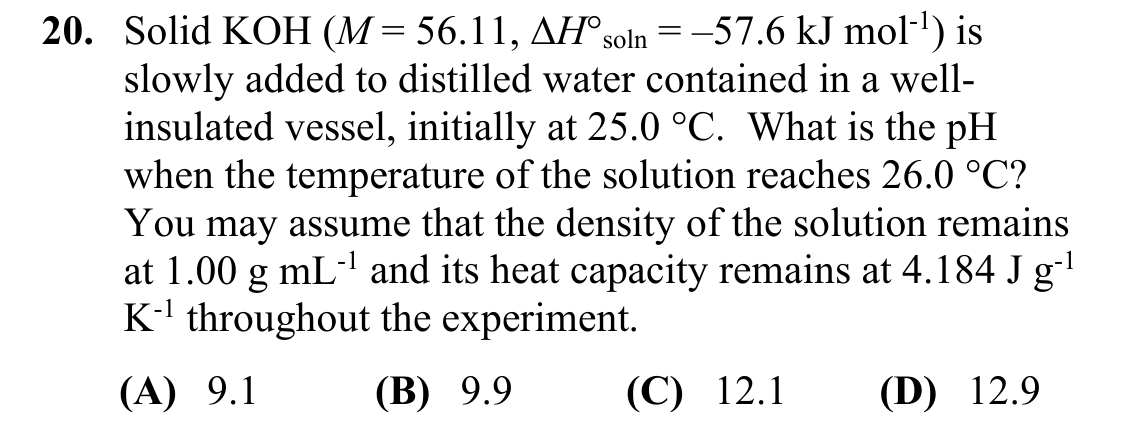 20. Solid KOH (M = 56.11, ΔH°soln = –57.6 kJ mol⁻¹) is
slowly added to distilled water contained in a well-
insulated vessel, initially at 25.0 °C. What is the pH
when the temperature of the solution reaches 26.0 °C?
You may assume that the density of the solution remains
at 1.00 g mL⁻¹ and its heat capacity remains at 4.184 J g⁻¹
K⁻¹ throughout the experiment.
(A) 9.1 (B) 9.9 (C) 12.1 (D) 12.9